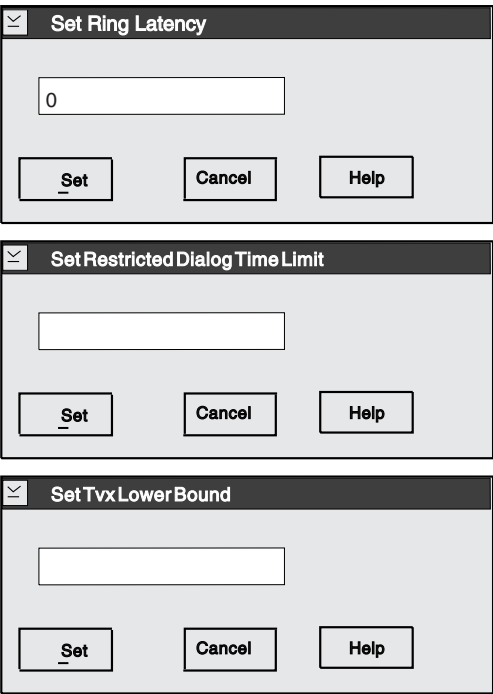 Set Ring Latency
0
Set Cancel Help
Set Restricted Dialog Time Limit
Set Cancel Help
Set Tvx Lower Bound
Set Cancel Help